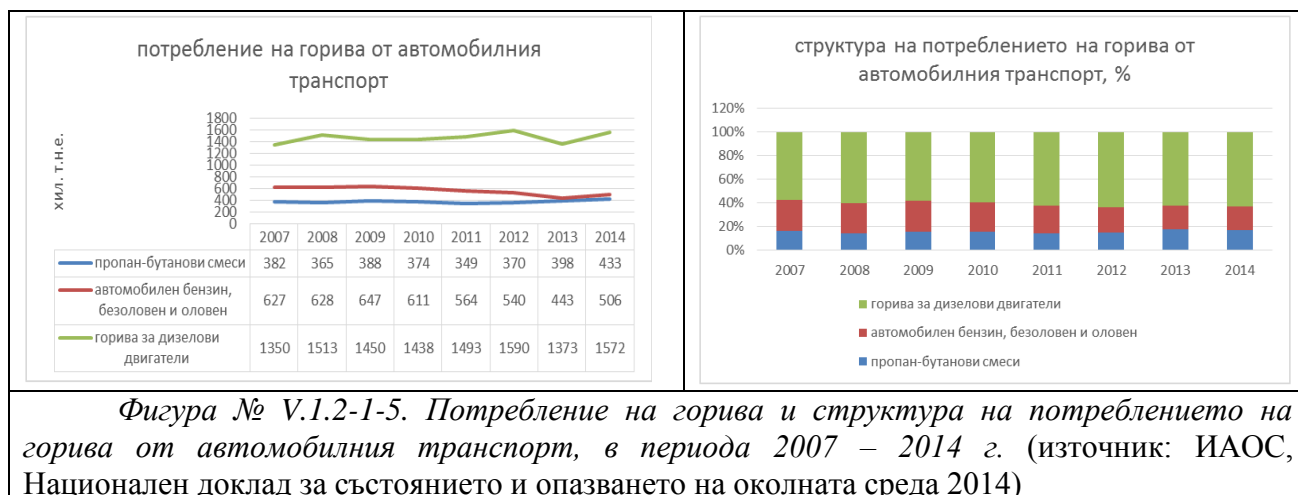 потребление на горива от автомобилния
транспорт
хил. т.н.е.
1800
1600
1400
1200
1000
800
600
400
200
0
2007 2008 2009 2010 2011 2012 2013 2014
пропан-бутанови смеси 382 365 388 374 349 370 398 433
автомобилен бензин,
безоловен и оловен 627 628 647 611 564 540 443 506
горива за дизелови
двигатели 1350 1513 1450 1438 1493 1590 1373 1572
структура на потреблението на горива от
автомобилния транспорт, %
120%
100%
80%
60%
40%
20%
0%
2007 2008 2009 2010 2011 2012 2013 2014
горива за дизелови двигатели
автомобилен бензин, безоловен и оловен
пропан-бутанови смеси
Фигура № V.1.2-1-5. Потребление на горива и структура на потреблението на
горива от автомобилния транспорт, в периода 2007 – 2014 г. (източник: ИАОС,
Национален доклад за състоянието и опазването на околната среда 2014)